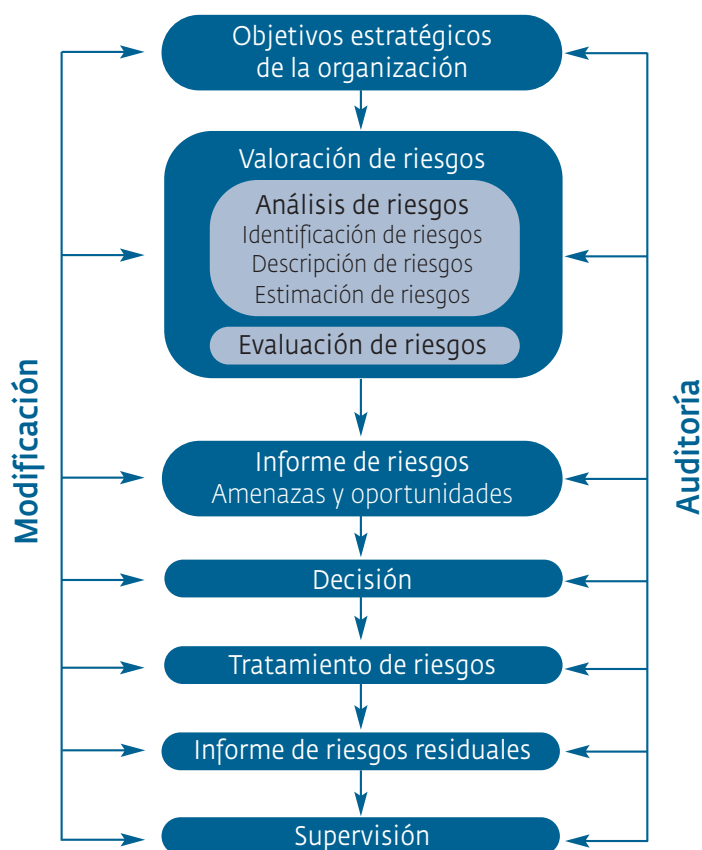 Objetivos estratégicos
de la organización
Valoración de riesgos
Análisis de riesgos
Identificación de riesgos
Descripción de riesgos
Estimación de riesgos
Evaluación de riesgos
Informe de riesgos
Amenazas y oportunidades
Decisión
Tratamiento de riesgos
Informe de riesgos residuales
Supervisión
Modificación
Auditoría